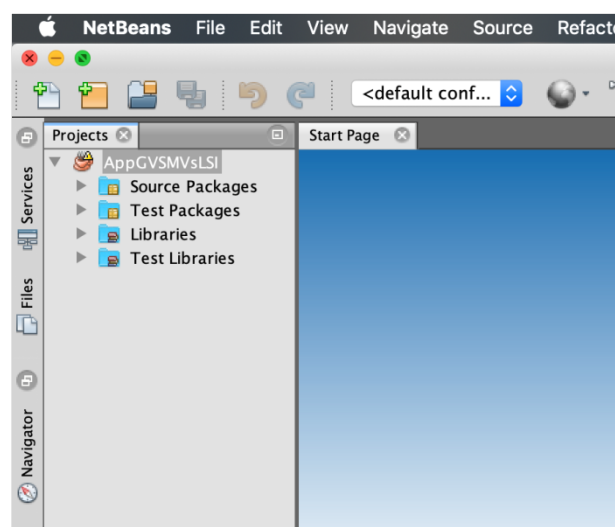 NetBeans File Edit View Navigate Source Refacto
<default conf...
Projects
Start Page
AppGVSMVsLSI
Source Packages
Test Packages
Libraries
Test Libraries
Services
Files
Navigator